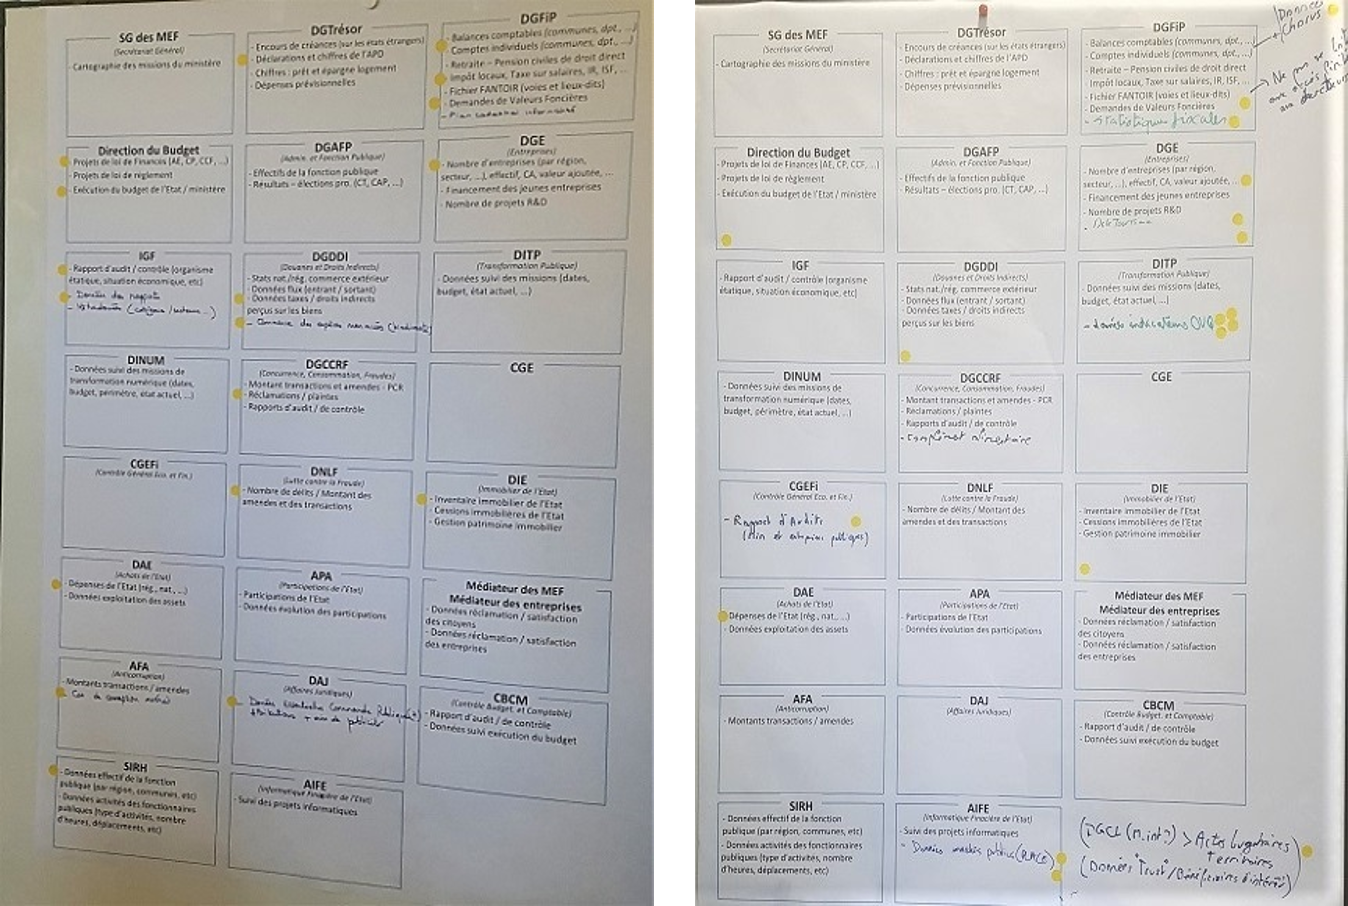 SG des MEF
(Secrétariat Général)
- Cartographie des missions du ministère
DGTrésor
- Encours de créances (sur les états étrangers)
- Déclarations et chiffres de l'APD
- Chiffres : prêt et épargne logement
- Dépenses prévisionnelles
DGFiP
- Balances comptables (communes, dpt, ...)
- Comptes individuels (communes, dpt., ...)
- Retraite – Pension civiles de droit direct
- Impôt locaux, Taxe sur salaires, IR, ISF, ...
- Fichier FANTOIR (voies et lieux-dits)
- Demandes de Valeurs Foncières
- Plan cadastral informatisé
Direction du Budget
- Projets de loi de Finances (AE, CP, CCF, ...)
- Projets de loi de règlement
- Exécution du budget de l'Etat / ministère
DGAFP
(Admin. et Fonction Publique)
- Effectifs de la fonction publique
- Résultats – élections pro. (CT, CAP, ...)
DGE
(Entreprises)
- Nombre d'entreprises (par région,
secteur, ...), effectif, CA, valeur ajoutée, ...
- Financement des jeunes entreprises
- Nombre de projets R&D
IGF
- Rapport d'audit / contrôle (organisme
étatique, situation économique, etc)
- Données des rapports
DGDDI
(Douanes et Droits Indirects)
- Stats nat./rég. commerce extérieur
- Données flux (entrant / sortant)
- Données taxes / droits indirects
perçus sur les biens
- Commerce des espèces menacées
DITP
(Transformation Publique)
- Données suivi des missions (dates,
budget, état actuel, ...)
DINUM
- Données suivi des missions de
transformation numérique (dates,
budget, périmètre, état actuel, ...)
DGCCRF
(Concurrence, Consommation, Fraudes)
- Montant transactions et amendes - PCR
- Réclamations / plaintes
- Rapports d'audit / de contrôle
CGE
CGEFi
(Contrôle Général Eco. et Fin.)
DNLF
(Lutte contre la Fraude)
- Nombre de délits / Montant des
amendes et des transactions
DIE
(Immobilier de l'Etat)
- Inventaire immobilier de l'Etat
- Cessions immobilières de l'Etat
- Gestion patrimoine immobilier
DAE
(Achats de l'Etat)
- Dépenses de l'Etat (rég., nat., ...)
- Données exploitation des assets
APA
(Participations de l'Etat)
- Participations de l'Etat
- Données évolution des participations
Médiateur des MEF
Médiateur des entreprises
- Données réclamation / satisfaction
des citoyens
- Données réclamation / satisfaction
des entreprises
AFA
(Anticorruption)
- Montants transactions / amendes
- Cas de corruption
DAJ
(Affaires Juridiques)
- Données Commande Publique
CBCM
(Contrôle Budget. et Comptable)
- Rapport d'audit / de contrôle
- Données suivi exécution du budget
SIRH
- Données effectif de la fonction
publique (par région, communes, etc)
- Données activités des fonctionnaires
publiques (type d'activités, nombre
d'heures, déplacements, etc)
AIFE
(Informatique Financière de l'Etat)
- Suivi des projets informatiques
SG des MEF
(Secrétariat Général)
- Cartographie des missions du ministère
DGTrésor
- Encours de créances (sur les états étrangers)
- Déclarations et chiffres de l'APD
- Chiffres : prêt et épargne logement
- Dépenses prévisionnelles
DGFiP
- Balances comptables (communes, dpt., ...)
- Comptes individuels (communes, dpt., ...)
- Retraite – Pension civiles de droit direct
- Impôt locaux, Taxe sur salaires, IR, ISF, ...
- Fichier FANTOIR (voies et lieux-dits)
- Demandes de Valeurs Foncières
- Statistiques fiscales
Données
Chorus
Direction du Budget
- Projets de loi de Finances (AE, CP, CCF, ...)
- Projets de loi de règlement
- Exécution du budget de l'Etat / ministère
DGAFP
(Admin. et Fonction Publique)
- Effectifs de la fonction publique
- Résultats – élections pro. (CT, CAP, ...)
DGE
(Entreprises)
- Nombre d'entreprises (par région,
secteur, ...), effectif, CA, valeur ajoutée, ...
- Financement des jeunes entreprises
- Nombre de projets R&D
- DataTourisme
IGF
- Rapport d'audit / contrôle (organisme
étatique, situation économique, etc)
DGDDI
(Douanes et Droits Indirects)
- Stats nat./rég. commerce extérieur
- Données flux (entrant / sortant)
- Données taxes / droits indirects
perçus sur les biens
DITP
(Transformation Publique)
- Données suivi des missions (dates,
budget, état actuel, ...)
- données indicateurs OVQ
DINUM
- Données suivi des missions de
transformation numérique (dates,
budget, périmètre, état actuel, ...)
DGCCRF
(Concurrence, Consommation, Fraudes)
- Montant transactions et amendes - PCR
- Réclamations / plaintes
- Rapports d'audit / de contrôle
- complément alimentaire
CGE
CGEFi
(Contrôle Général Eco. et Fin.)
- Rapport d'Audits
(Min et entreprises publiques)
DNLF
(Lutte contre la Fraude)
- Nombre de délits / Montant des
amendes et des transactions
DIE
(Immobilier de l'Etat)
- Inventaire immobilier de l'Etat
- Cessions immobilières de l'Etat
- Gestion patrimoine immobilier
DAE
(Achats de l'Etat)
- Dépenses de l'Etat (rég., nat., ...)
- Données exploitation des assets
APA
(Participations de l'Etat)
- Participations de l'Etat
- Données évolution des participations
Médiateur des MEF
Médiateur des entreprises
- Données réclamation / satisfaction
des citoyens
- Données réclamation / satisfaction
des entreprises
AFA
(Anticorruption)
- Montants transactions / amendes
DAJ
(Affaires Juridiques)
CBCM
(Contrôle Budget. et Comptable)
- Rapport d'audit / de contrôle
- Données suivi exécution du budget
SIRH
- Données effectif de la fonction
publique (par région, communes, etc)
- Données activités des fonctionnaires
publiques (type d'activités, nombre
d'heures, déplacements, etc)
AIFE
(Informatique Financière de l'Etat)
- Suivi des projets informatiques
- Données marchés publics (PLACE)
(DGCL (M. int?) > Actes budgétaires
+ territoires
(Données "Trust"/Bénéficiaires d'intérêt)